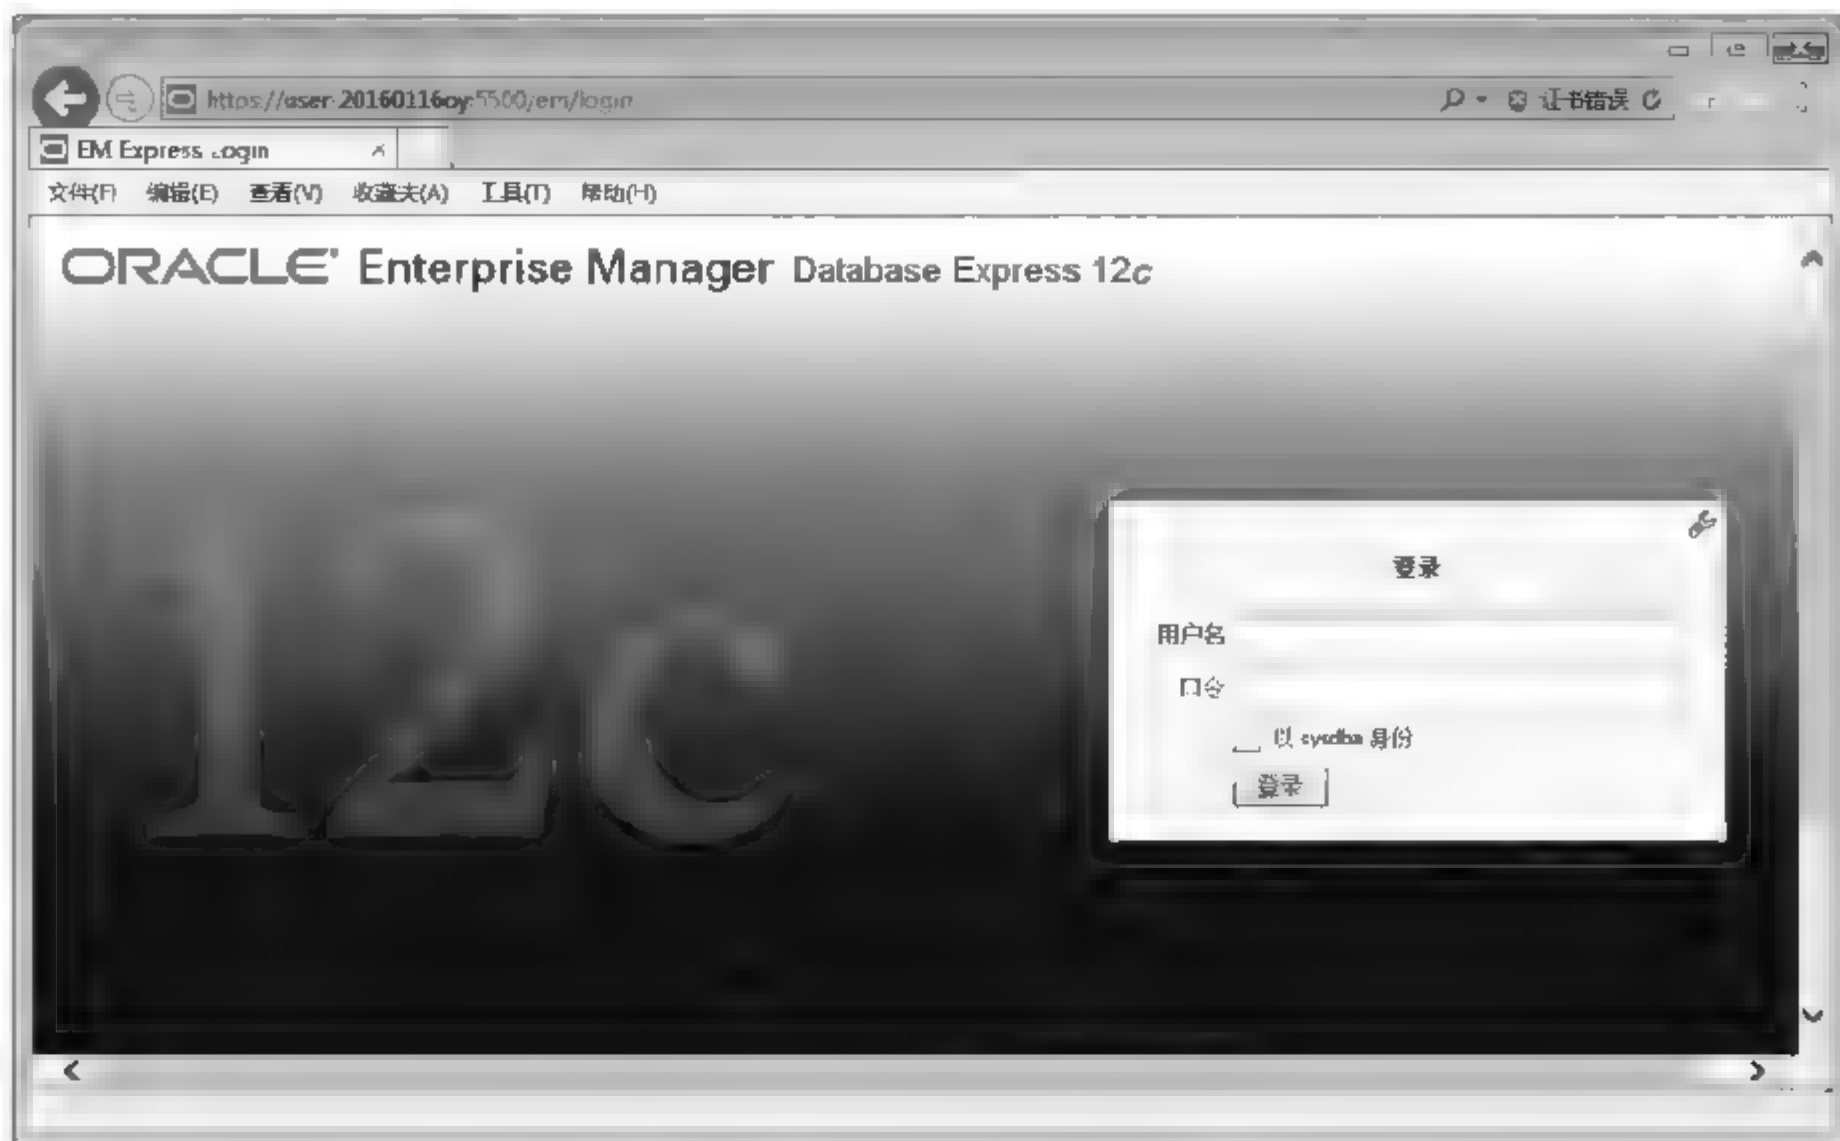 https://user-20160116oy:5500/em/login 证书错误
EM Express Login
文件(F) 编辑(E) 查看(V) 收藏夹(A) 工具(T) 帮助(H)
ORACLE Enterprise Manager Database Express 12c
12c
登录
用户名
口令
以 sysdba 身份
登录